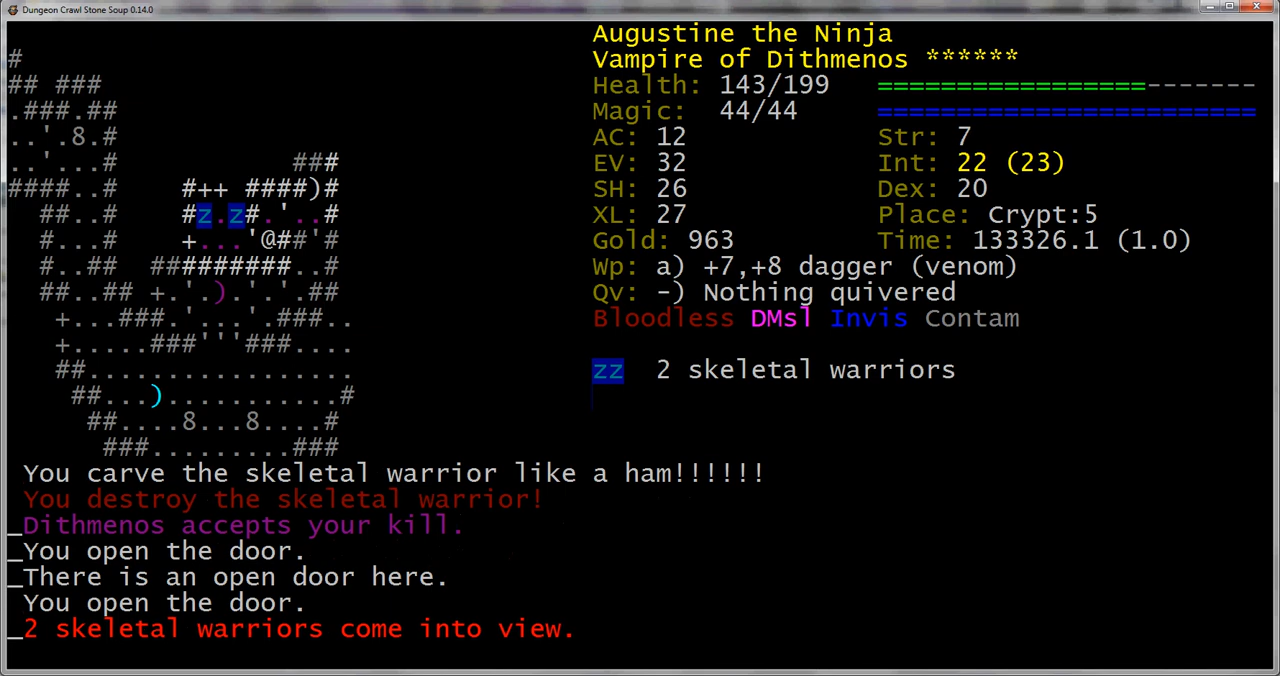 Dungeon Crawl Stone Soup 0.14.0
Augustine the Ninja
Vampire of Dithmenos ******
Health: 143/199 =================-------
Magic: 44/44 ========================
AC: 12 Str: 7
EV: 32 Int: 22 (23)
SH: 26 Dex: 20
XL: 27 Place: Crypt:5
Gold: 963 Time: 133326.1 (1.0)
Wp: a) +7,+8 dagger (venom)
Qv: -) Nothing quivered
Bloodless DMsl Invis Contam
zz 2 skeletal warriors
#
## ###
.###.##
..'.8.#
..'...# ###
####..# #++ ####)#
##..# #z.z#.'..#
#...# +...'@##'#
#..## #########..#
##..## +.'.).'.'.##
+...###.'...'.###..
+.....###'''###....
##.................
##...)...........#
##....8...8....#
###.........###
You carve the skeletal warrior like a ham!!!!!!
You destroy the skeletal warrior!
_Dithmenos accepts your kill.
_You open the door.
_There is an open door here.
You open the door.
_2 skeletal warriors come into view.